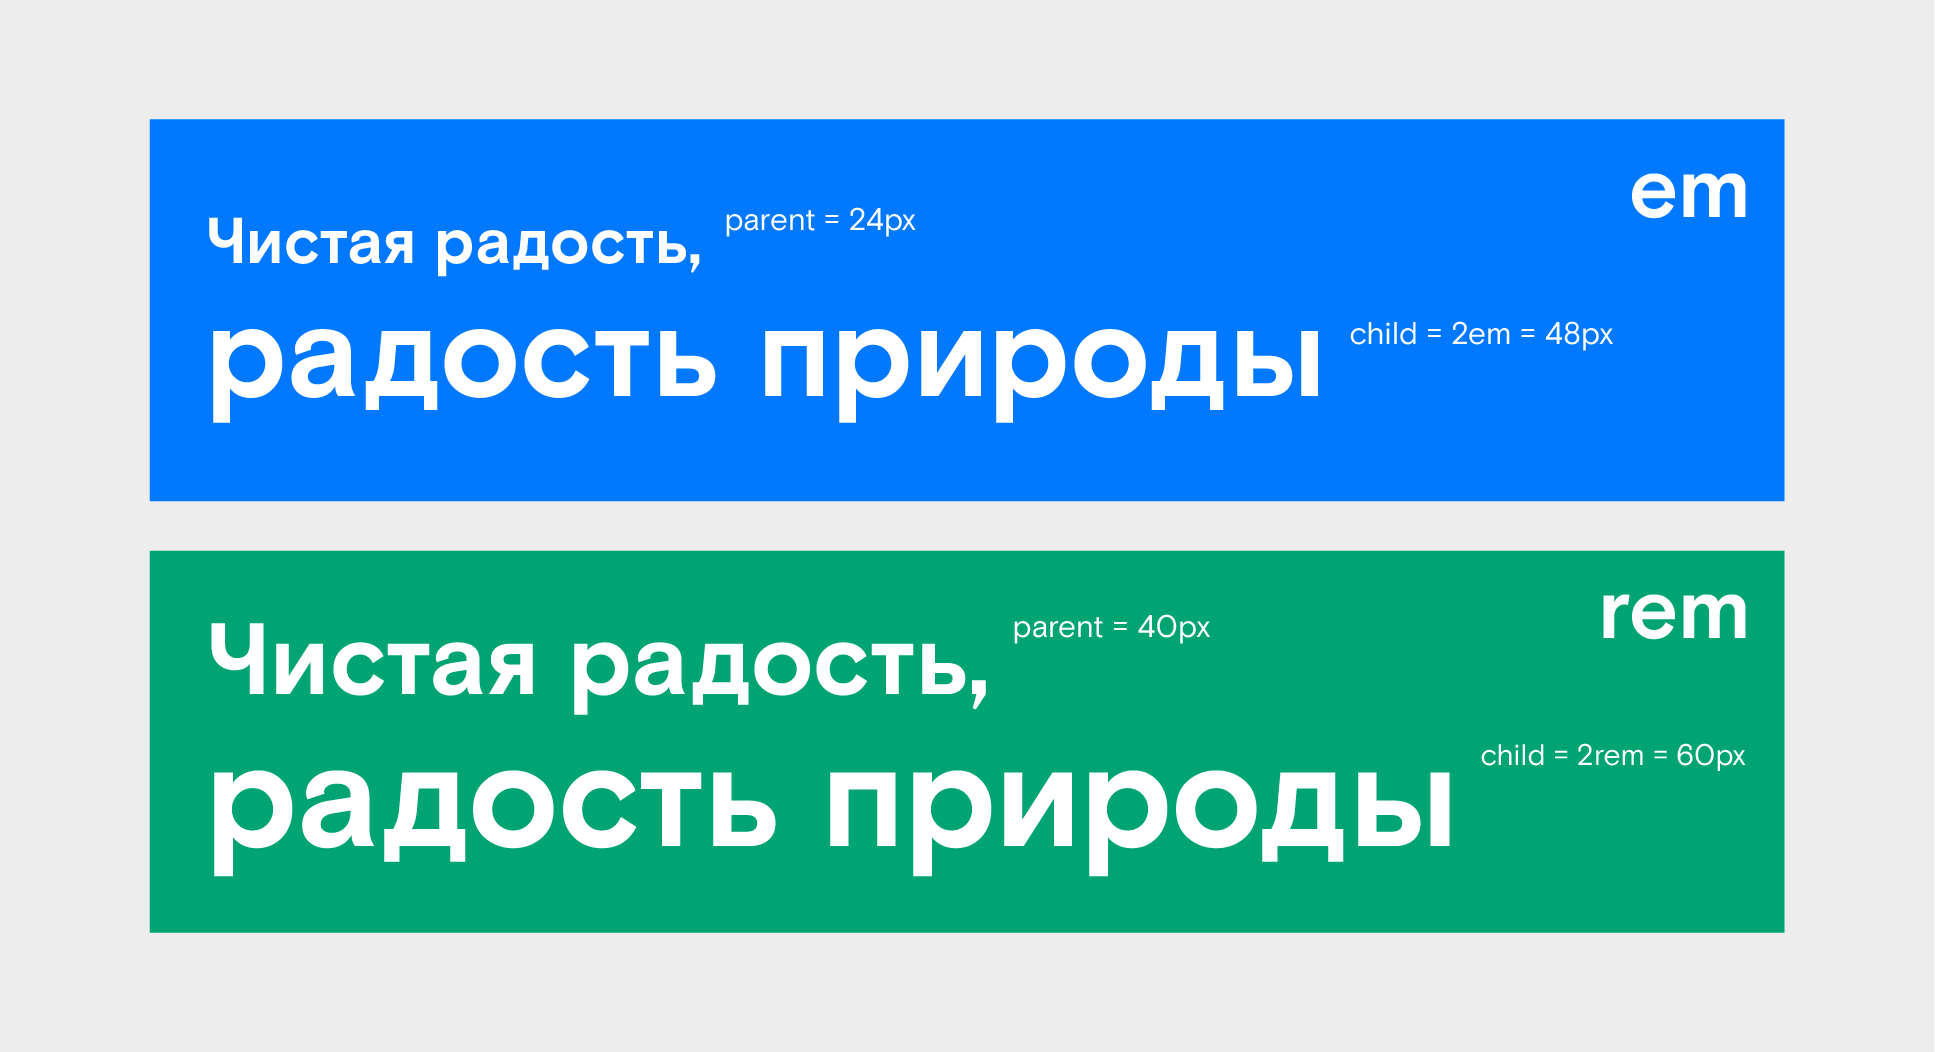 em
Чистая радость, parent = 24px
радость природы child = 2em = 48px
rem
Чистая радость, parent = 40px
радость природы child = 2rem = 60px